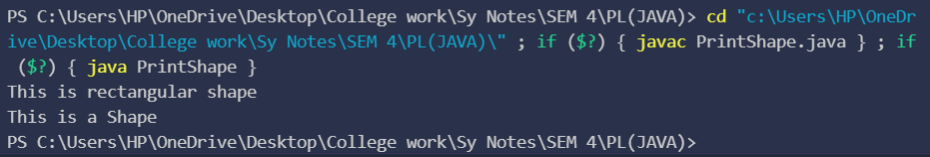 PS C:\Users\HP\OneDrive\Desktop\College work\Sy Notes\SEM 4\PL(JAVA)> cd "c:\Users\HP\OneDr
ive\Desktop\College work\Sy Notes\SEM 4\PL(JAVA)\" ; if ($?) { javac PrintShape.java } ; if
($?) { java PrintShape }
This is rectangular shape
This is a Shape
PS C:\Users\HP\OneDrive\Desktop\College work\Sy Notes\SEM 4\PL(JAVA)>